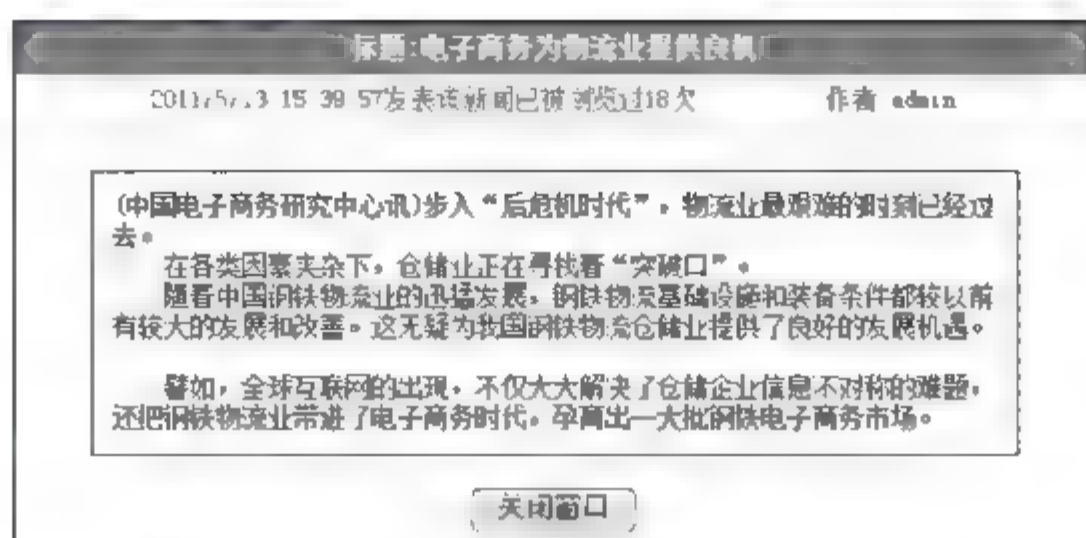 标题:电子商务为物流业提供良机
15 39 57发表该新闻已被浏览过18次 作者 admin
(中国电子商务研究中心讯)步入“后危机时代”，物流业最艰难的时刻已经过
去。
在各类因素夹杂下，仓储业正在寻找着“突破口”。
随着中国钢铁物流业的迅猛发展，钢铁物流基础设施和装备条件都较以前
有较大的发展和改善。这无疑为我国钢铁物流仓储业提供了良好的发展机遇。
譬如，全球互联网的出现，不仅大大解决了仓储企业信息不对称的难题，
还把钢铁物流业带进了电子商务时代。孕育出一大批钢铁电子商务市场。
关闭窗口